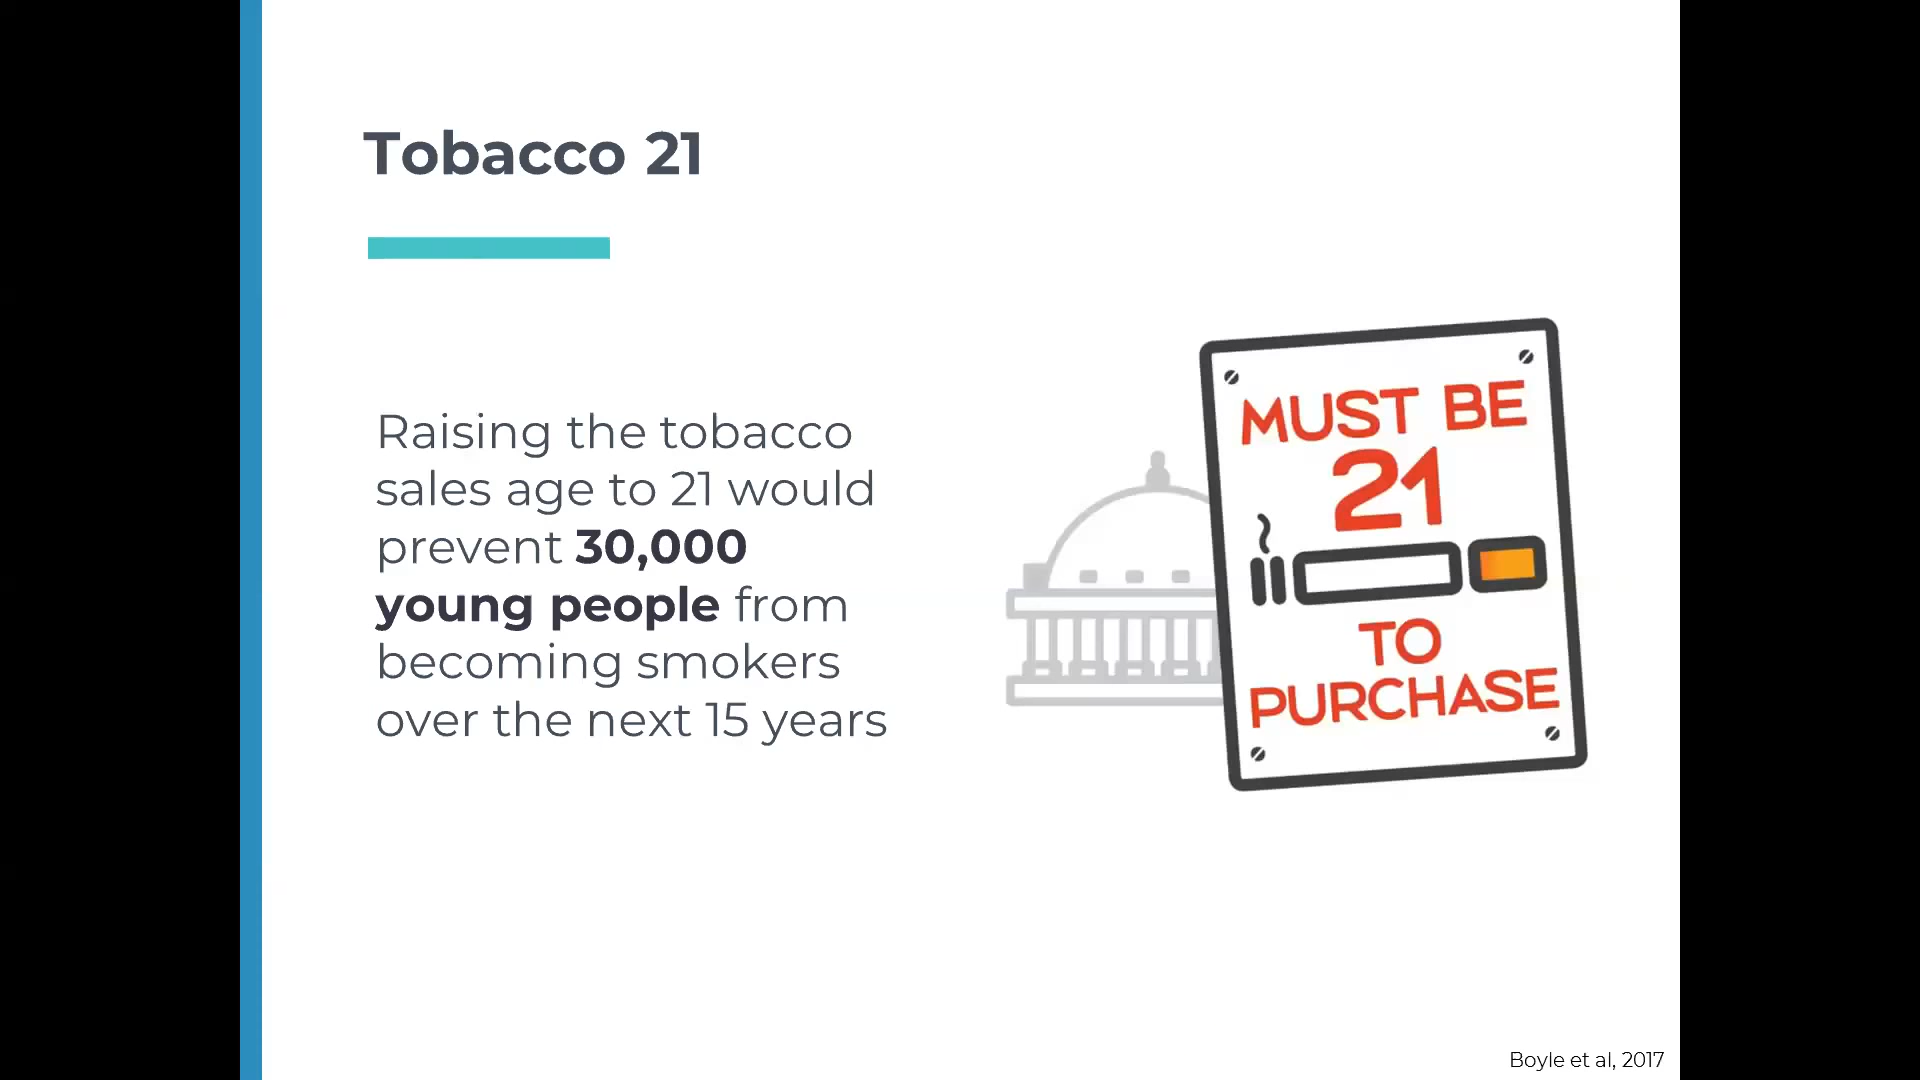 Tobacco 21
Raising the tobacco
sales age to 21 would
prevent 30,000
young people from
becoming smokers
over the next 15 years
MUST BE
21
TO
PURCHASE
Boyle et al, 2017